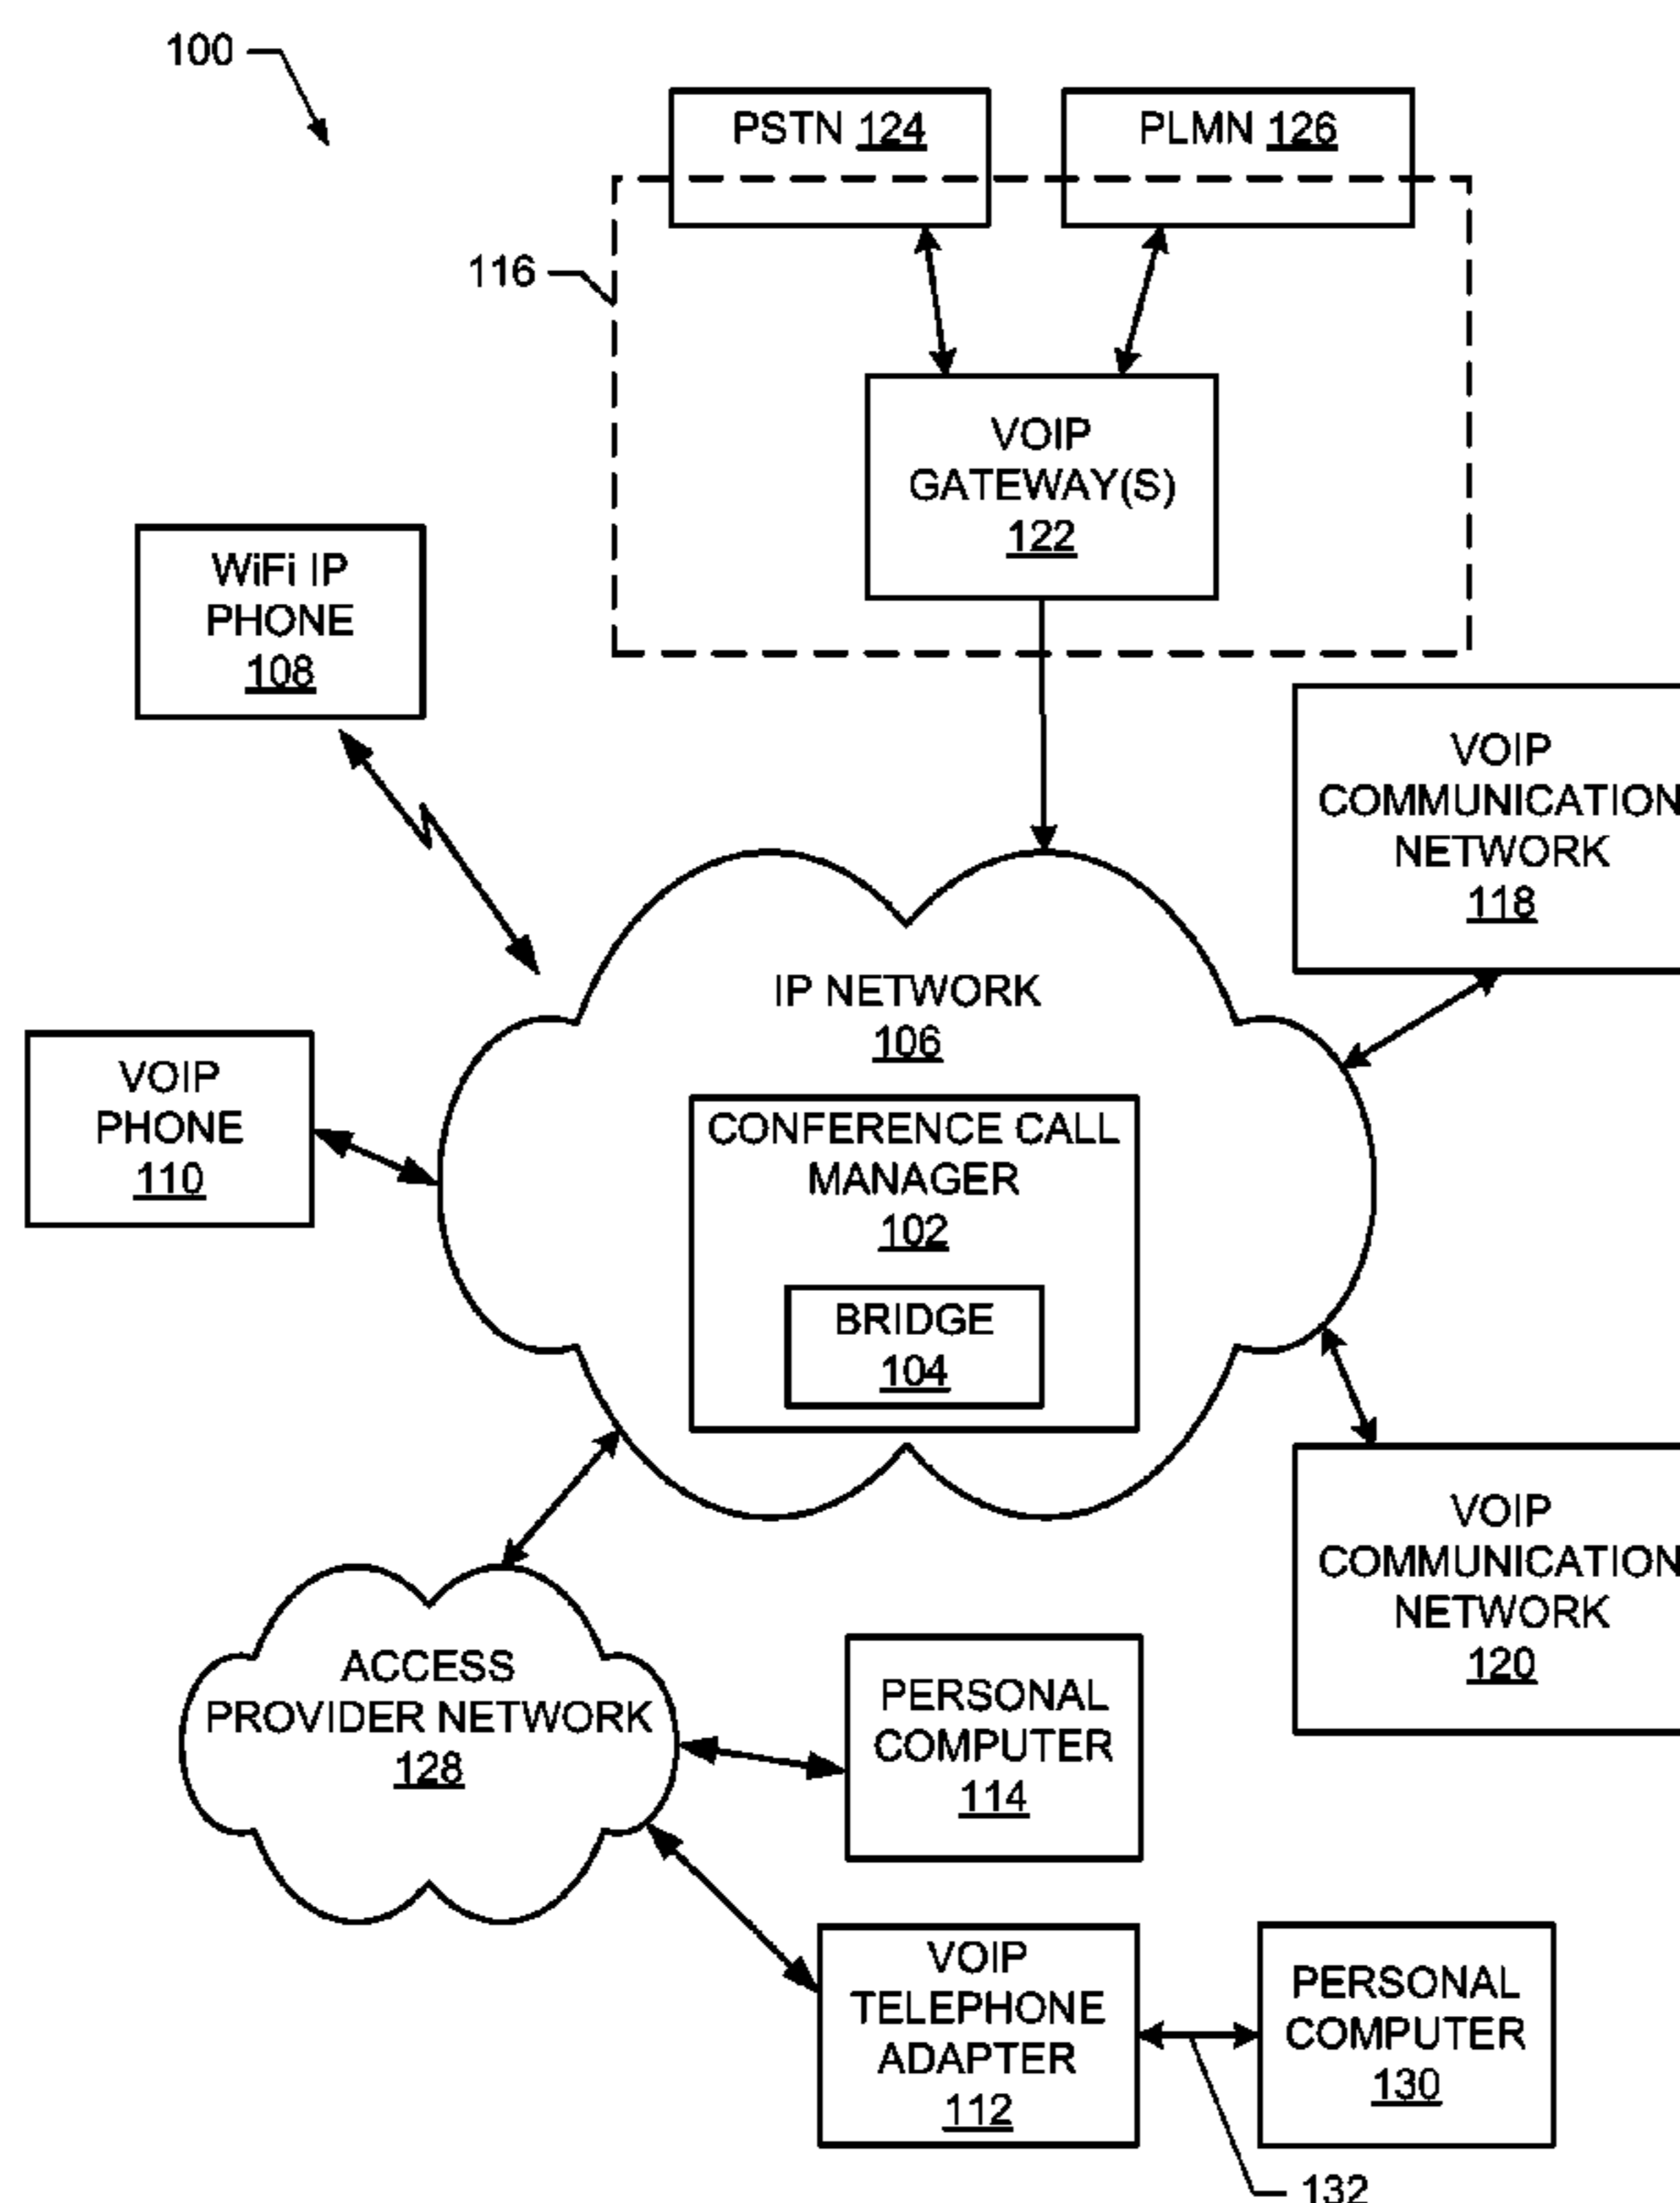 100
PSTN 124
PLMN 126
116
VOIP
GATEWAY(S)
122
WiFi IP
PHONE
108
VOIP
COMMUNICATION
NETWORK
118
IP NETWORK
106
VOIP
PHONE
110
CONFERENCE CALL
MANAGER
102
BRIDGE
104
VOIP
COMMUNICATION
NETWORK
120
ACCESS
PROVIDER NETWORK
128
PERSONAL
COMPUTER
114
VOIP
TELEPHONE
ADAPTER
112
PERSONAL
COMPUTER
130
132